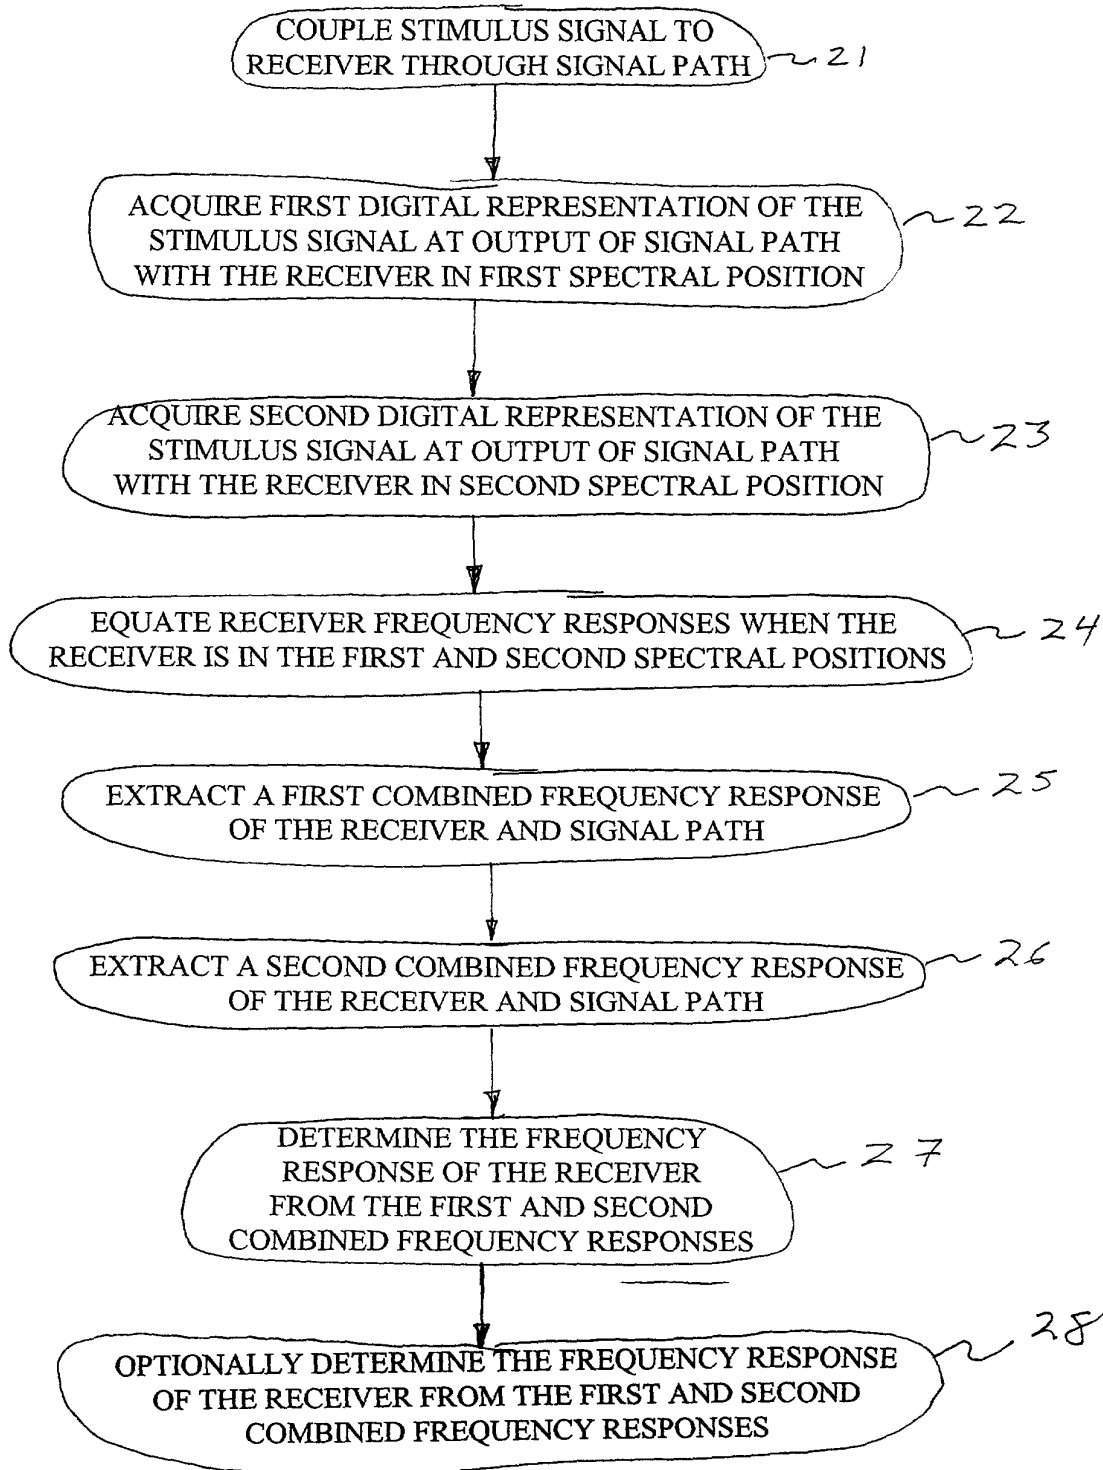 COUPLE STIMULUS SIGNAL TO
RECEIVER THROUGH SIGNAL PATH
21
ACQUIRE FIRST DIGITAL REPRESENTATION OF THE
STIMULUS SIGNAL AT OUTPUT OF SIGNAL PATH
WITH THE RECEIVER IN FIRST SPECTRAL POSITION
22
ACQUIRE SECOND DIGITAL REPRESENTATION OF THE
STIMULUS SIGNAL AT OUTPUT OF SIGNAL PATH
WITH THE RECEIVER IN SECOND SPECTRAL POSITION
23
EQUATE RECEIVER FREQUENCY RESPONSES WHEN THE
RECEIVER IS IN THE FIRST AND SECOND SPECTRAL POSITIONS
24
EXTRACT A FIRST COMBINED FREQUENCY RESPONSE
OF THE RECEIVER AND SIGNAL PATH
25
EXTRACT A SECOND COMBINED FREQUENCY RESPONSE
OF THE RECEIVER AND SIGNAL PATH
26
DETERMINE THE FREQUENCY
RESPONSE OF THE RECEIVER
FROM THE FIRST AND SECOND
COMBINED FREQUENCY RESPONSES
27
OPTIONALLY DETERMINE THE FREQUENCY RESPONSE
OF THE RECEIVER FROM THE FIRST AND SECOND
COMBINED FREQUENCY RESPONSES
28